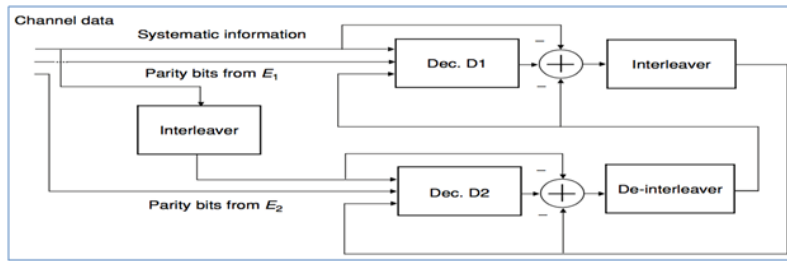 Channel data
Systematic information
Parity bits from E1
Dec. D1
Interleaver
Interleaver
Dec. D2
De-interleaver
Parity bits from E2